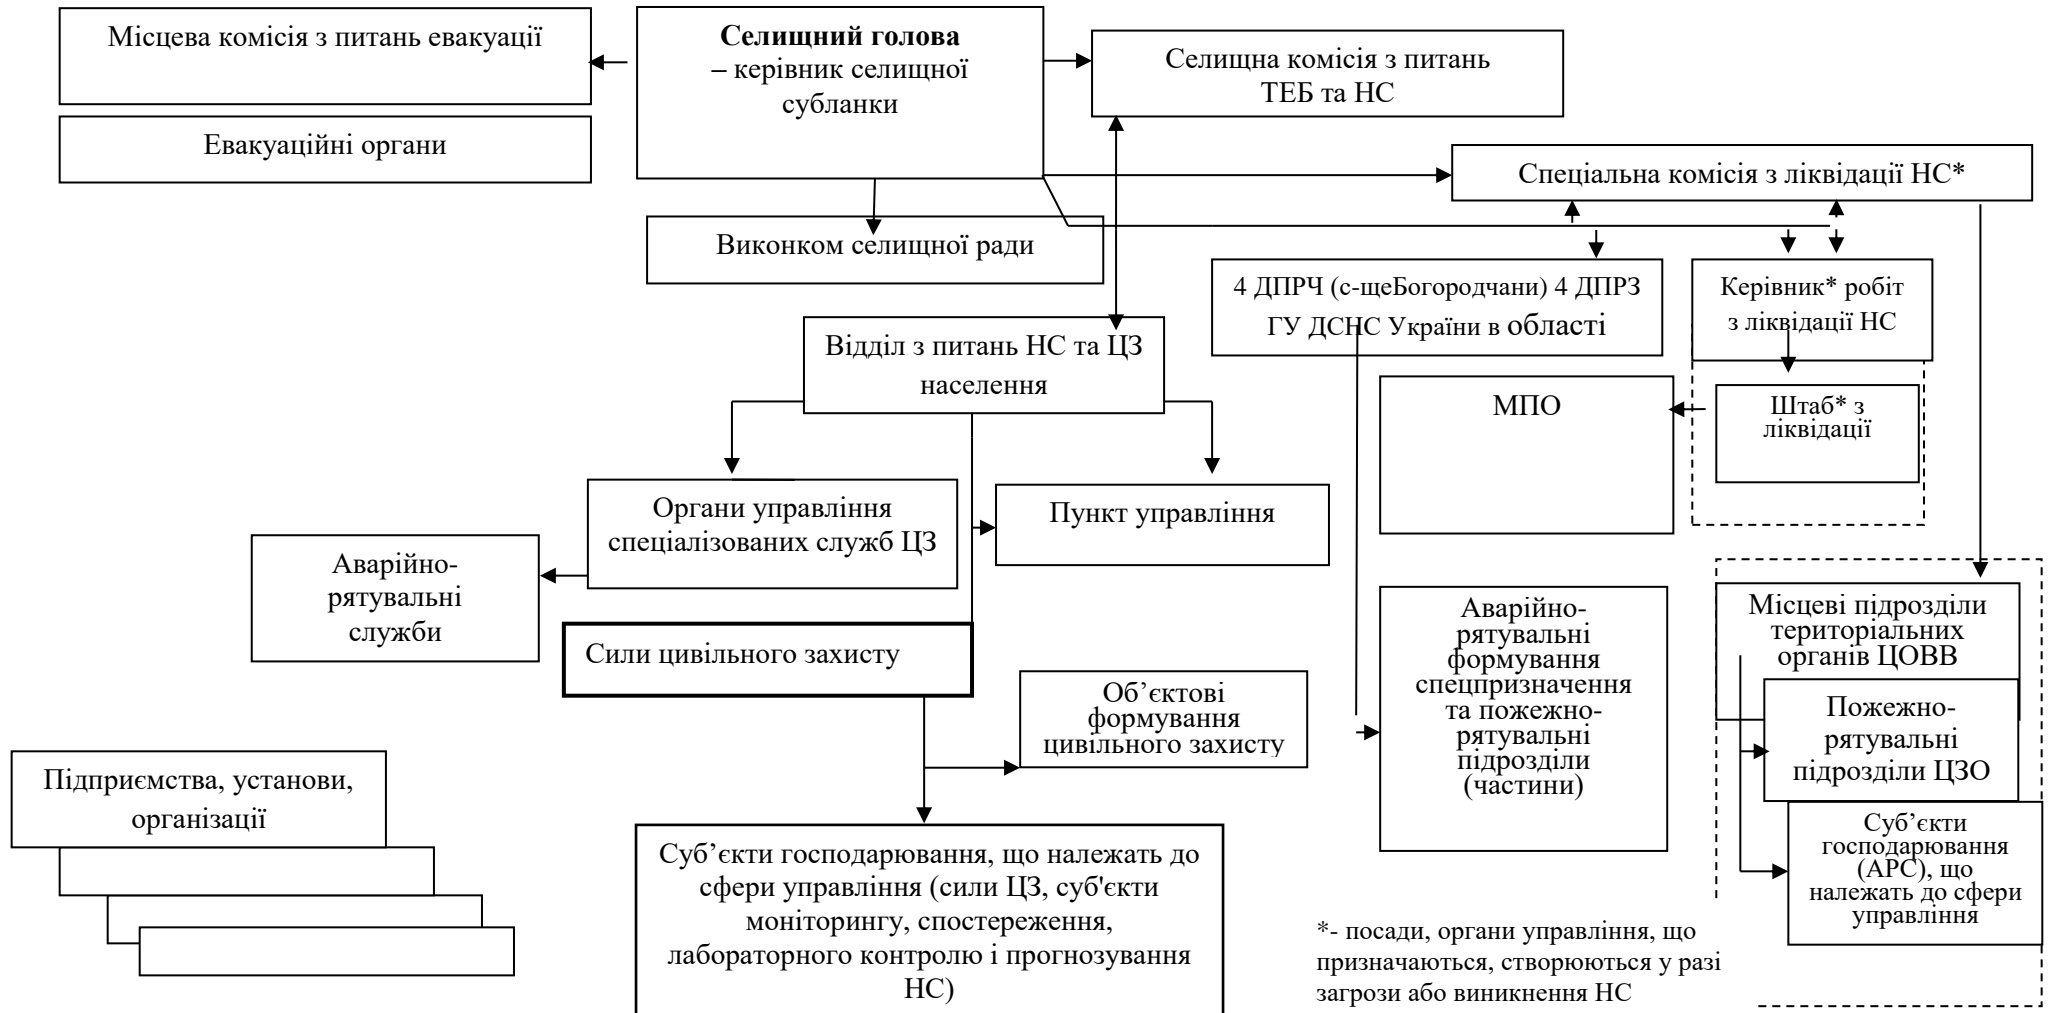 Місцева комісія з питань евакуації
Евакуаційні органи
Селищний голова
– керівник селищної
субланки
Селищна комісія з питань
ТЕБ та НС
Спеціальна комісія з ліквідації НС*
Виконком селищної ради
4 ДПРЧ (с-щеБогородчани) 4 ДПРЗ
ГУ ДСНС України в області
Керівник* робіт
з ліквідації НС
Відділ з питань НС та ЦЗ
населення
МПО
Штаб* з
ліквідації
Органи управління
спеціалізованих служб ЦЗ
Пункт управління
Аварійно-
рятувальні
служби
Сили цивільного захисту
Об’єктові
формування
цивільного захисту
Аварійно-
рятувальні
формування
спецпризначення
та пожежно-
рятувальні
підрозділи
(частини)
Місцеві підрозділи
територіальних
органів ЦОВВ
Пожежно-
рятувальні
підрозділи ЦЗО
Суб’єкти
господарювання
(АРС), що
належать до сфери
управління
Підприємства, установи,
організації
Суб’єкти господарювання, що належать до
сфери управління (сили ЦЗ, суб'єкти
моніторингу, спостереження,
лабораторного контролю і прогнозування
НС)
*- посади, органи управління, що
призначаються, створюються у разі
загрози або виникнення НС